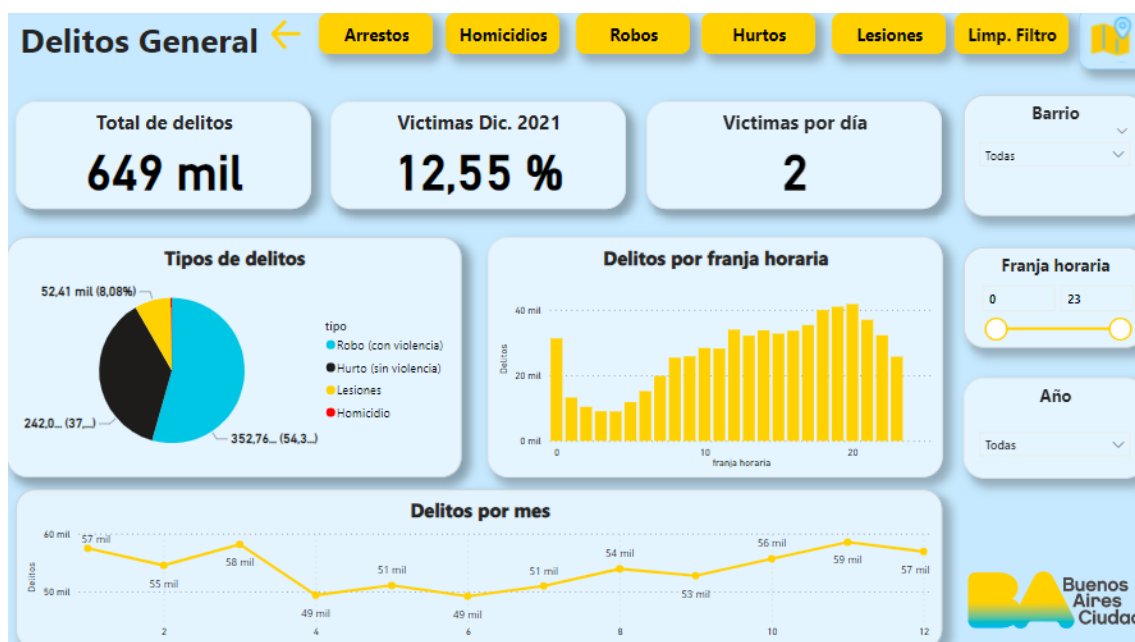 Delitos General
Arrestos
Homicidios
Robos
Hurtos
Lesiones
Limp. Filtro
Total de delitos
649 mil
Victimas Dic. 2021
12,55 %
Victimas por día
2
Barrio
Todas
Tipos de delitos
52,41 mil (8,08%)
242,0... (37,...)
352,76... (54,3...)
tipo
Robo (con violencia)
Hurto (sin violencia)
Lesiones
Homicidio
Delitos por franja horaria
Delitos
40 mil
20 mil
0 mil
0
10
20
franja horaria
Franja horaria
0
23
Año
Todas
Delitos por mes
Delitos
60 mil
50 mil
57 mil
55 mil
58 mil
49 mil
51 mil
49 mil
51 mil
54 mil
53 mil
56 mil
59 mil
57 mil
2
4
6
8
10
12
BA
Buenos
Aires
Ciudad